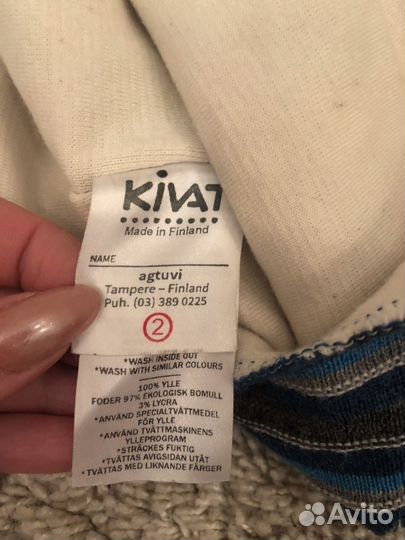 KIVAT
Made in Finland
NAME
agtuvi
Tampere – Finland
Puh. (03) 389 0225
2
*WASH INSIDE OUT
*WASH WITH SIMILAR COLOURS
100% YLLE
FODER 97% EKOLOGISK BOMULL
3% LYCRA
*ANVÄND SPECIALTVÄTTMEDEL
FÖR YLLE
*ANVÄND TVÄTTMASKINENS
YLLEPROGRAM
*STRÄCKES FUKTIG
*TVÄTTAS AVIGSIDAN UTÅT
*TVÄTTAS MED LIKNANDE FÄRGER
Avito